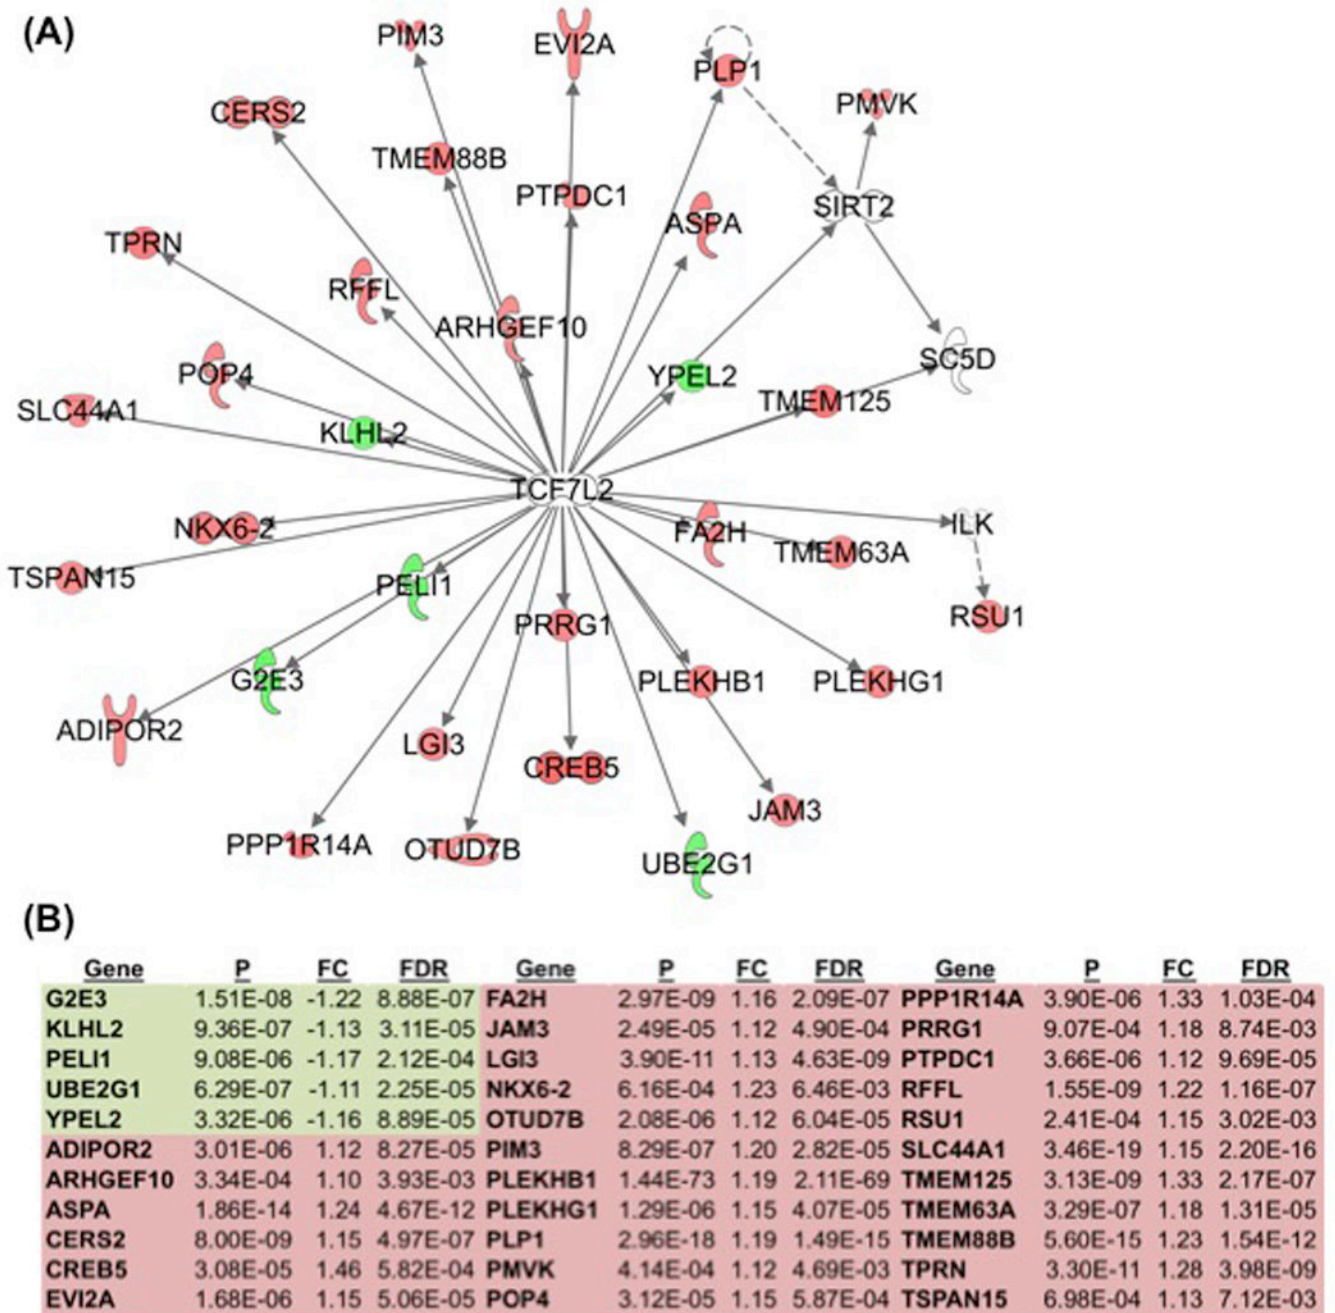 (A)
PIM3
EVI2A
PLP1
CERS2
PMVK
TMEM88B
PTPDC1
SIRT2
ASPA
TPRN
RFFL
ARHGEF10
SC5D
POP4
YPEL2
TMEM125
SLC44A1
KLHL2
TCF7L2
NKX6-2
FA2H
ILK
TMEM63A
TSPAN15
PELI1
RSU1
PRRG1
G2E3
PLEKHB1
PLEKHG1
ADIPOR2
LGI3
CREB5
JAM3
PPP1R14A
OTUD7B
UBE2G1
(B)
Gene P FC FDR Gene P FC FDR Gene P FC FDR
G2E3 1.51E-08 -1.22 8.88E-07 FA2H 2.97E-09 1.16 2.09E-07 PPP1R14A 3.90E-06 1.33 1.03E-04
KLHL2 9.36E-07 -1.13 3.11E-05 JAM3 2.49E-05 1.12 4.90E-04 PRRG1 9.07E-04 1.18 8.74E-03
PELI1 9.08E-06 -1.17 2.12E-04 LGI3 3.90E-11 1.13 4.63E-09 PTPDC1 3.66E-06 1.12 9.69E-05
UBE2G1 6.29E-07 -1.11 2.25E-05 NKX6-2 6.16E-04 1.23 6.46E-03 RFFL 1.55E-09 1.22 1.16E-07
YPEL2 3.32E-06 -1.16 8.89E-05 OTUD7B 2.08E-06 1.12 6.04E-05 RSU1 2.41E-04 1.15 3.02E-03
ADIPOR2 3.01E-06 1.12 8.27E-05 PIM3 8.29E-07 1.20 2.82E-05 SLC44A1 3.46E-19 1.15 2.20E-16
ARHGEF10 3.34E-04 1.10 3.93E-03 PLEKHB1 1.44E-73 1.19 2.11E-69 TMEM125 3.13E-09 1.33 2.17E-07
ASPA 1.86E-14 1.24 4.67E-12 PLEKHG1 1.29E-06 1.15 4.07E-05 TMEM63A 3.29E-07 1.18 1.31E-05
CERS2 8.00E-09 1.15 4.97E-07 PLP1 2.96E-18 1.19 1.49E-15 TMEM88B 5.60E-15 1.23 1.54E-12
CREB5 3.08E-05 1.46 5.82E-04 PMVK 4.14E-04 1.12 4.69E-03 TPRN 3.30E-11 1.28 3.98E-09
EVI2A 1.68E-06 1.15 5.06E-05 POP4 3.12E-05 1.15 5.87E-04 TSPAN15 6.98E-04 1.13 7.12E-03